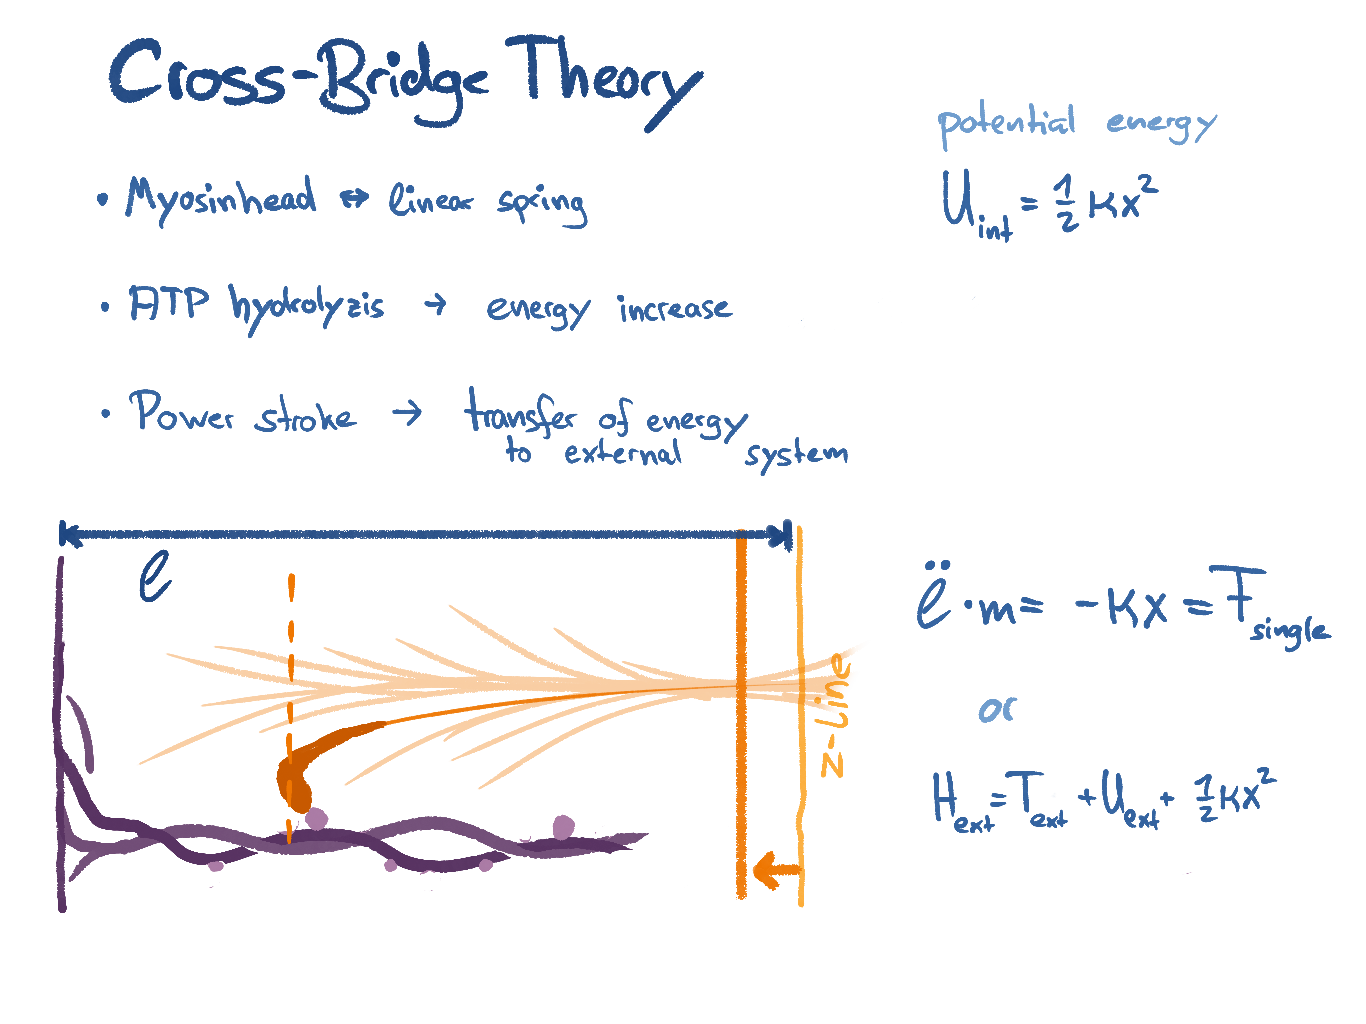 Cross-Bridge Theory
potential energy
U_int = 1/2 kx²
• Myosinhead ↔ linear spring
• ATP hydrolyzis → energy increase
• Power stroke → transfer of energy
to external system
ℓ
z-Line
ℓ̈ · m = -kx = F_single
or
H_ext = T_ext + U_ext + 1/2 kx²